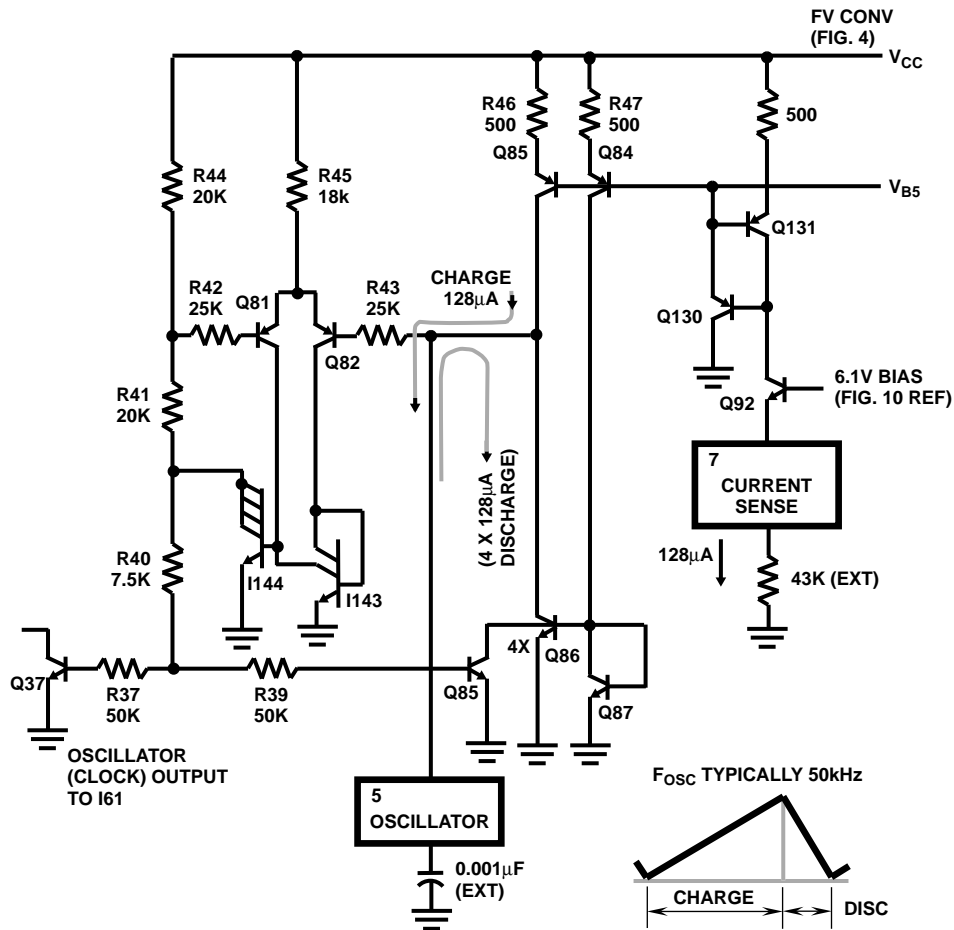 FV CONV
(FIG. 4)
VCC
R46
500
R47
500
500
Q85
Q84
R44
20K
R45
18k
VB5
Q131
CHARGE
128µA
R42
25K
Q81
R43
25K
Q130
Q82
R41
20K
6.1V BIAS
(FIG. 10 REF)
Q92
7
CURRENT
SENSE
(4 X 128µA
DISCHARGE)
R40
7.5K
128µA
43K (EXT)
I144
I143
4X
Q86
Q37
R37
50K
R39
50K
Q85
Q87
OSCILLATOR
(CLOCK) OUTPUT
TO I61
FOSC TYPICALLY 50kHz
5
OSCILLATOR
0.001µF
(EXT)
CHARGE
DISC